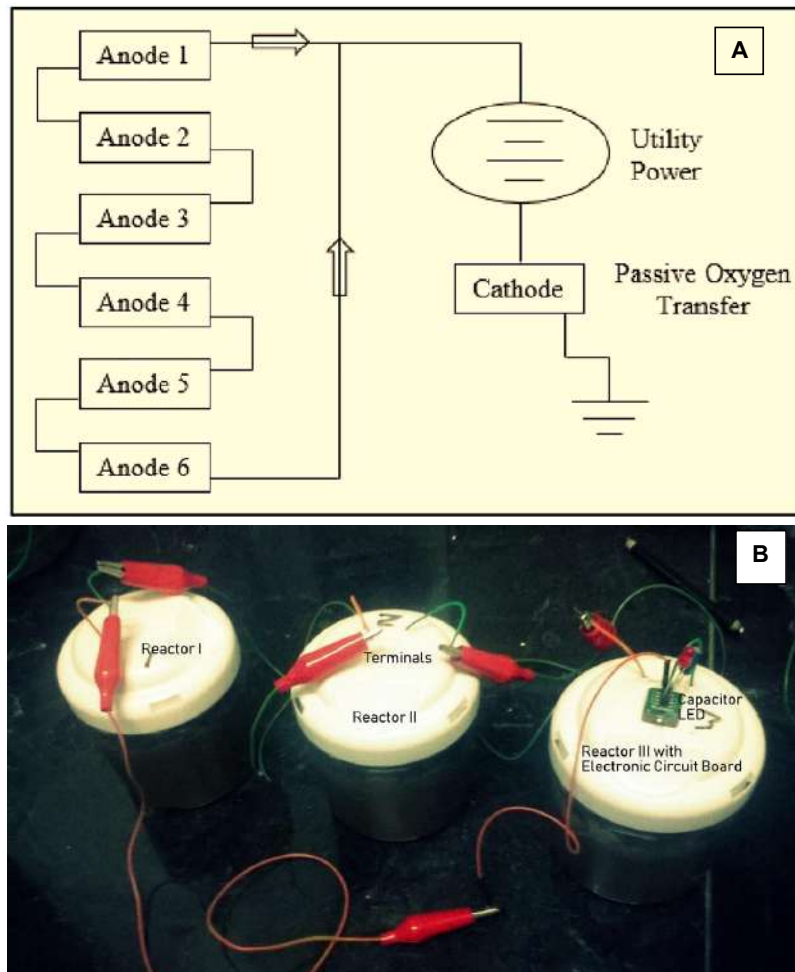 A
Anode 1
Anode 2
Anode 3
Anode 4
Anode 5
Anode 6
Utility
Power
Cathode
Passive Oxygen
Transfer
B
Reactor I
Terminals
Reactor II
Capacitor
LED
Reactor III with
Electronic Circuit Board